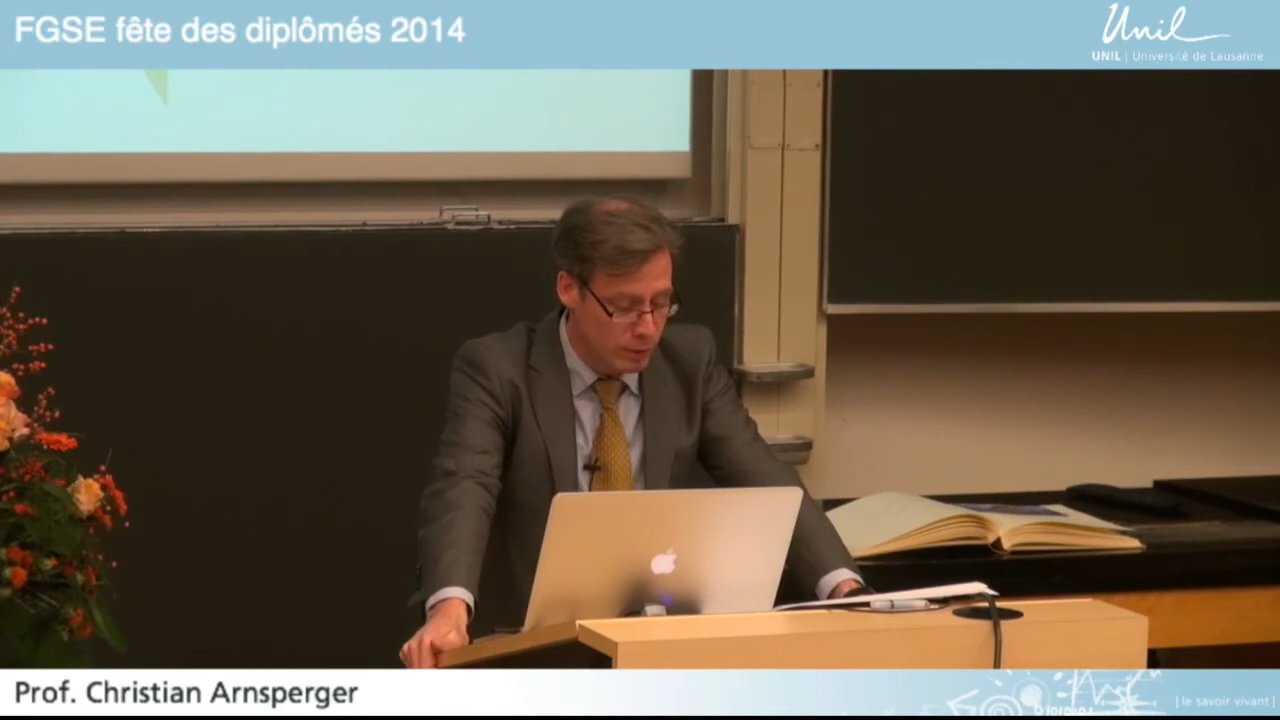 FGSE fête des diplômés 2014
Unil
UNIL | Université de Lausanne
Prof. Christian Arnsperger
| le savoir vivant |